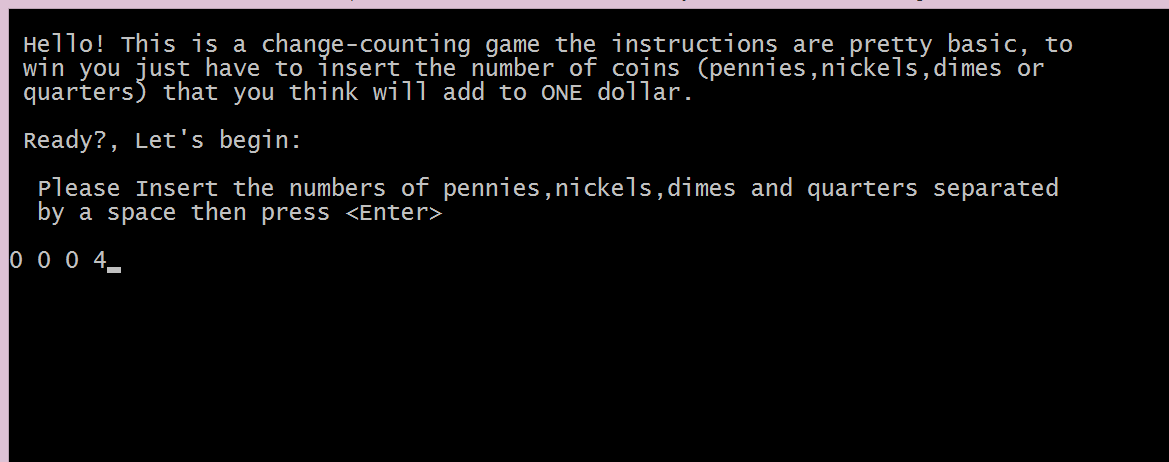 Hello! This is a change-counting game the instructions are pretty basic, to
win you just have to insert the number of coins (pennies,nickels,dimes or
quarters) that you think will add to ONE dollar.
Ready?, Let's begin:
Please Insert the numbers of pennies,nickels,dimes and quarters separated
by a space then press <Enter>
0 0 0 4_